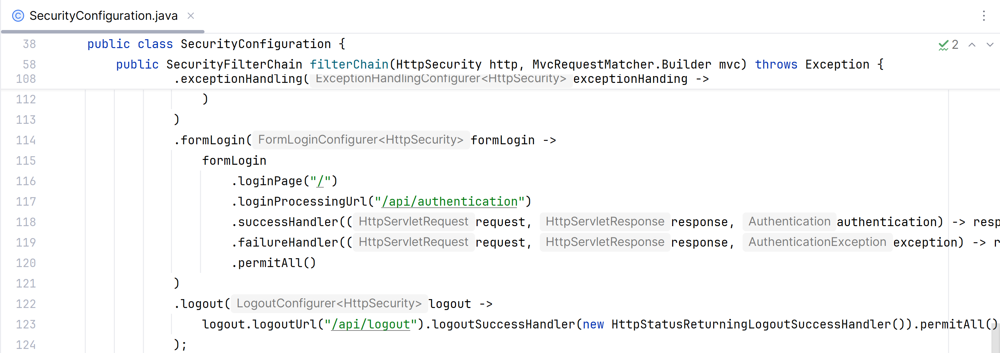 SecurityConfiguration.java
38 public class SecurityConfiguration { 2
58 public SecurityFilterChain filterChain(HttpSecurity http, MvcRequestMatcher.Builder mvc) throws Exception {
108 .exceptionHandling( ExceptionHandlingConfigurer<HttpSecurity> exceptionHanding ->
112 )
113 )
114 .formLogin( FormLoginConfigurer<HttpSecurity> formLogin ->
115 formLogin
116 .loginPage("/")
117 .loginProcessingUrl("/api/authentication")
118 .successHandler(( HttpServletRequest request, HttpServletResponse response, Authentication authentication) -> resp
119 .failureHandler(( HttpServletRequest request, HttpServletResponse response, AuthenticationException exception) -> r
120 .permitAll()
121 )
122 .logout( LogoutConfigurer<HttpSecurity> logout ->
123 logout.logoutUrl("/api/logout").logoutSuccessHandler(new HttpStatusReturningLogoutSuccessHandler()).permitAll()
124 );